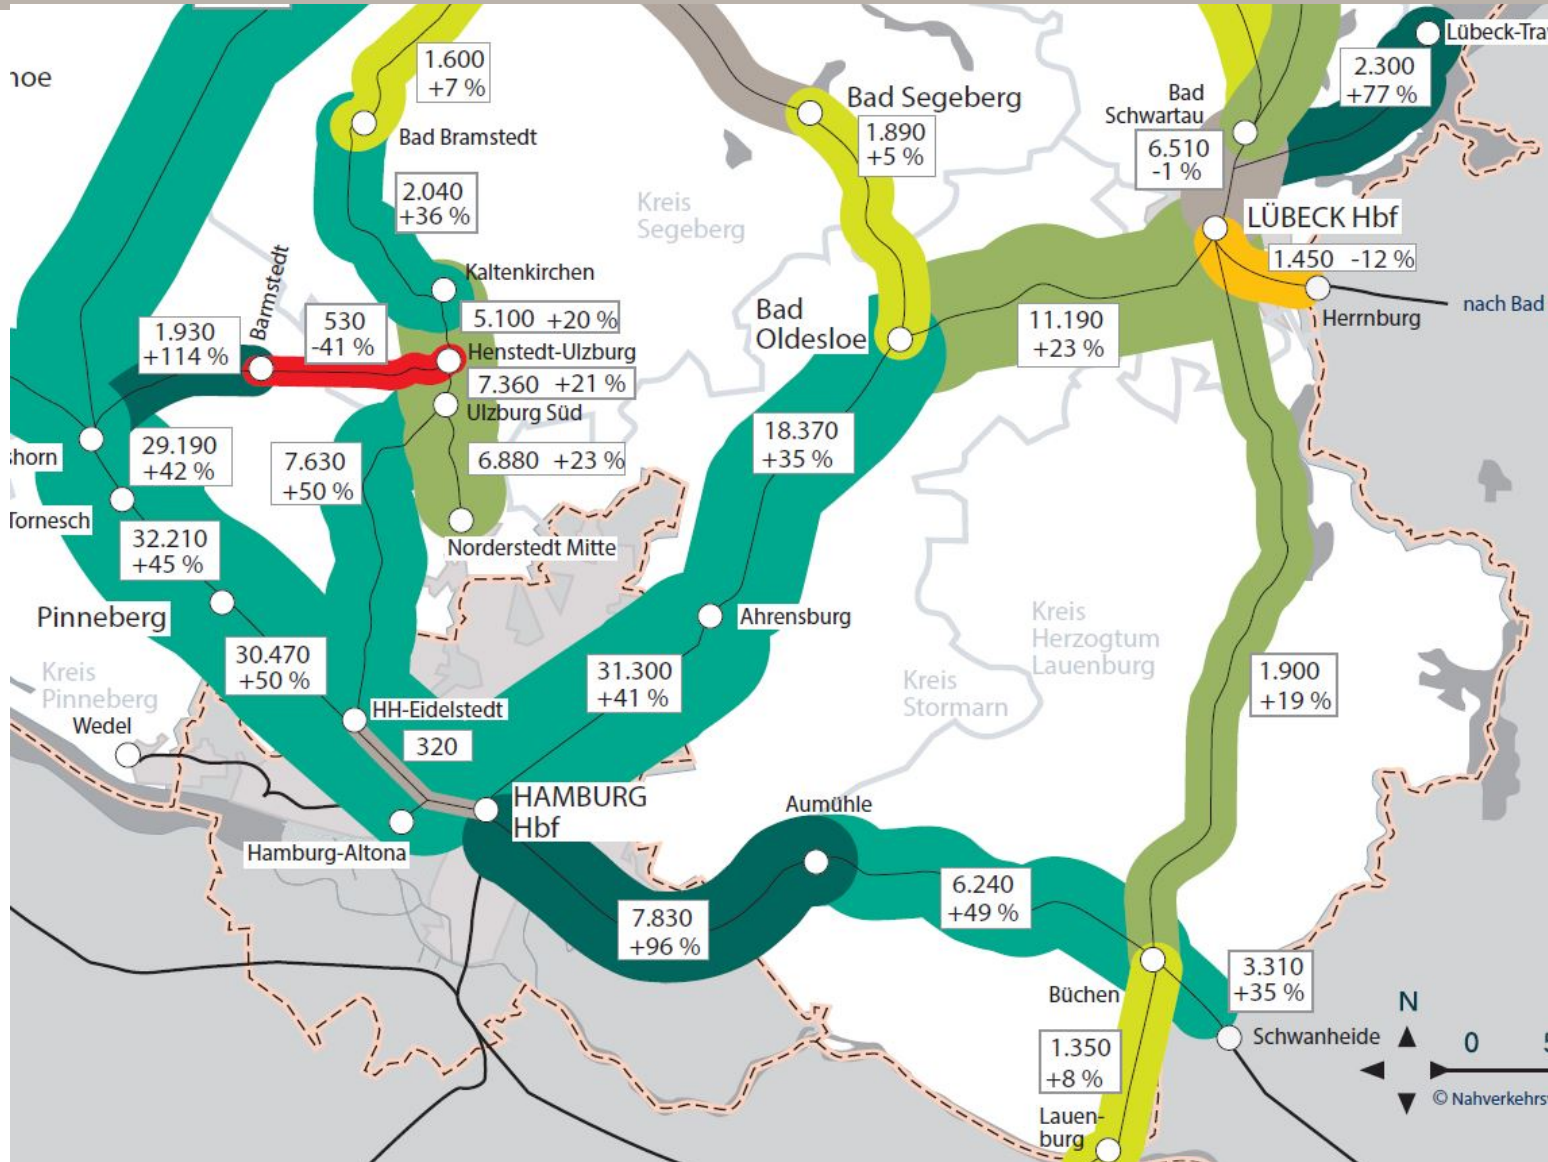 1.600
+7 %
Bad Bramstedt
2.040
+36 %
Bad Segeberg
1.890
+5 %
Kreis
Segeberg
Bad
Schwartau
6.510
-1 %
2.300
+77 %
LÜBECK Hbf
1.450 -12 %
Herrnburg
nach Bad
Kaltenkirchen
5.100 +20 %
Barmstedt
1.930
+114 %
530
-41 %
Henstedt-Ulzburg
7.360 +21 %
Ulzburg Süd
6.880 +23 %
Norderstedt Mitte
Bad
Oldesloe
11.190
+23 %
18.370
+35 %
29.190
+42 %
7.630
+50 %
Tornesch
32.210
+45 %
Pinneberg
30.470
+50 %
Kreis
Pinneberg
Wedel
HH-Eidelstedt
320
Ahrensburg
31.300
+41 %
Kreis
Herzogtum
Lauenburg
Kreis
Stormarn
1.900
+19 %
HAMBURG
Hbf
Hamburg-Altona
Aumühle
7.830
+96 %
6.240
+49 %
Büchen
3.310
+35 %
Schwanheide
1.350
+8 %
Lauen-
burg
N
0
©